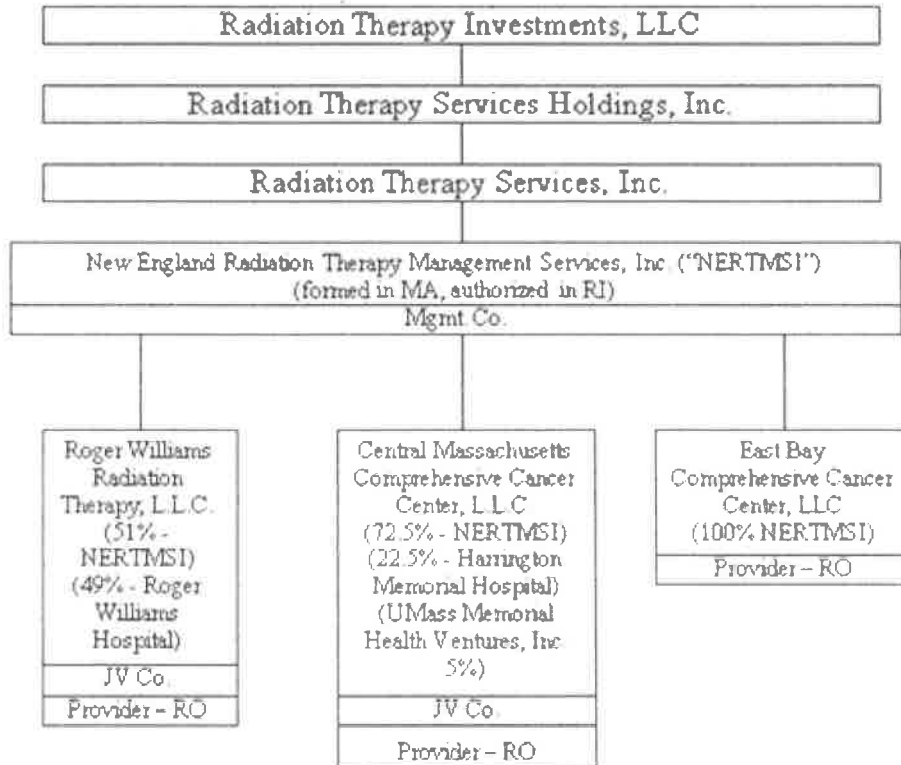 Radiation Therapy Investments, LLC
Radiation Therapy Services Holdings, Inc.
Radiation Therapy Services, Inc.
New England Radiation Therapy Management Services, Inc. ("NERTMSI")
(formed in MA, authorized in RI)
Mgmt. Co.
Roger Williams
Radiation
Therapy, L.L.C.
(51% -
NERTMSI)
(49% - Roger
Williams
Hospital)
JV Co.
Provider – RO
Central Massachusetts
Comprehensive Cancer
Center, L.L.C
(72.5% - NERTMSI)
(22.5% - Harrington
Memorial Hospital)
(UMass Memorial
Health Ventures, Inc
5%)
JV Co.
Provider – RO
East Bay
Comprehensive Cancer
Center, LLC
(100% NERTMSI)
Provider – RO